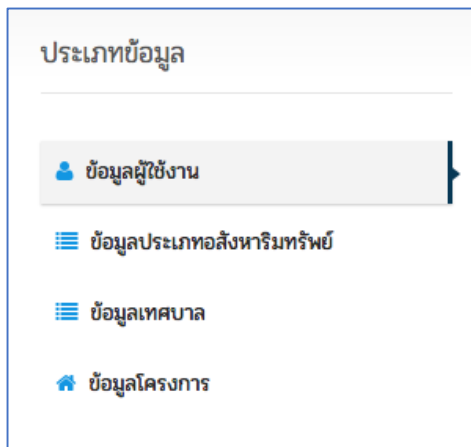 ประเภทข้อมูล
ข้อมูลผู้ใช้งาน
ข้อมูลประเภทอสังหาริมทรัพย์
ข้อมูลเทศบาล
ข้อมูลโครงการ